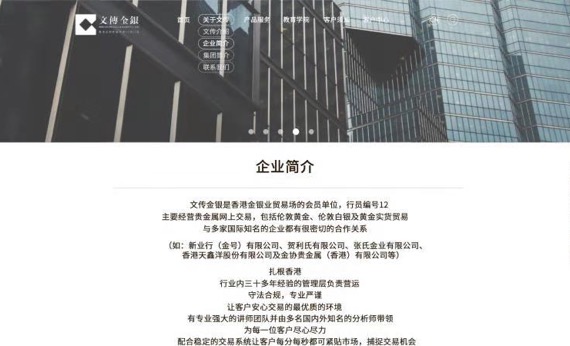 文傳金銀
首页
关于文传
产品服务
教育学院
文传介绍
企业简介
集团简介
联系我们
企业简介
文传金银是香港金银业贸易场的会员单位，行员编号12
主要经营贵金属网上交易，包括伦敦黄金、伦敦白银及黄金实货贸易
与多家国际知名的企业都有很密切的合作关系
（如：新业行（金号）有限公司、贺利氏有限公司、张氏金业有限公司、
香港天鑫洋股份有限公司及金协贵金属（香港）有限公司等）
扎根香港
行业内三十多年经验的管理层负责营运
守法合规，专业严谨
让客户安心交易的最优质的环境
有专业强大的讲师团队并由多名国内外知名的分析师带领
为每一位客户尽心尽力
配合稳定的交易系统让客户每分每秒都可紧贴市场，捕捉交易机会